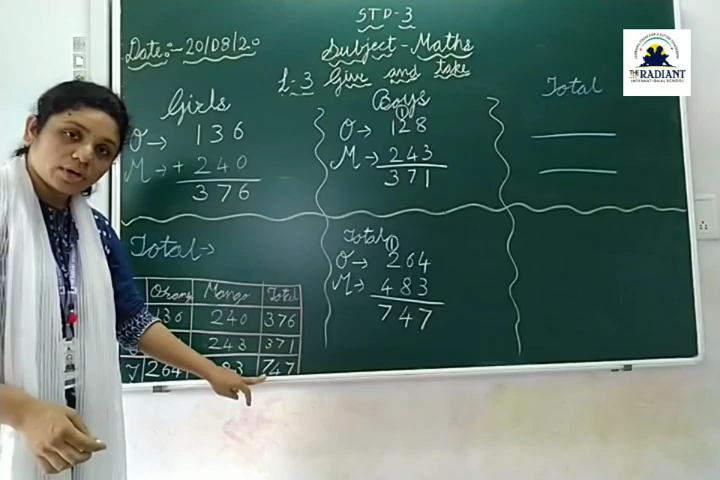 STD-3
Date:-20/08/20
Subject-Maths
L:3 Give and take
Girls
O→ 136
M→ + 240
376
Boys
1
O→ 128
M→ 243
371
Total
Total→
Orang Mango Total
136 240 376
243 371
T 264 483 747
Total
1
O→ 264
M→ 483
747
THE RADIANT
INTERNATIONAL SCHOOL